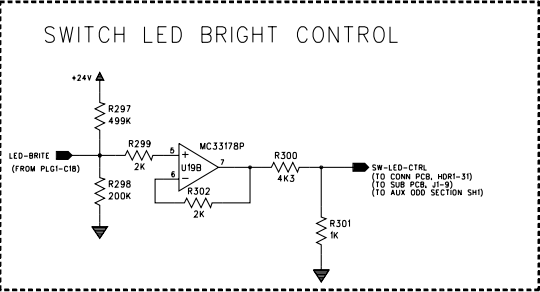 SWITCH LED BRIGHT CONTROL
+24V
R297
499K
LED-BRITE
(FROM PLG1-C18)
R299
2K
R298
200K
5
+
6
−
MC33178P
U19B
7
R302
2K
R300
4K3
SW-LED-CTRL
(TO CONN PCB, HDR1-31)
(TO SUB PCB, J1-9)
(TO AUX ODD SECTION SH1)
R301
1K